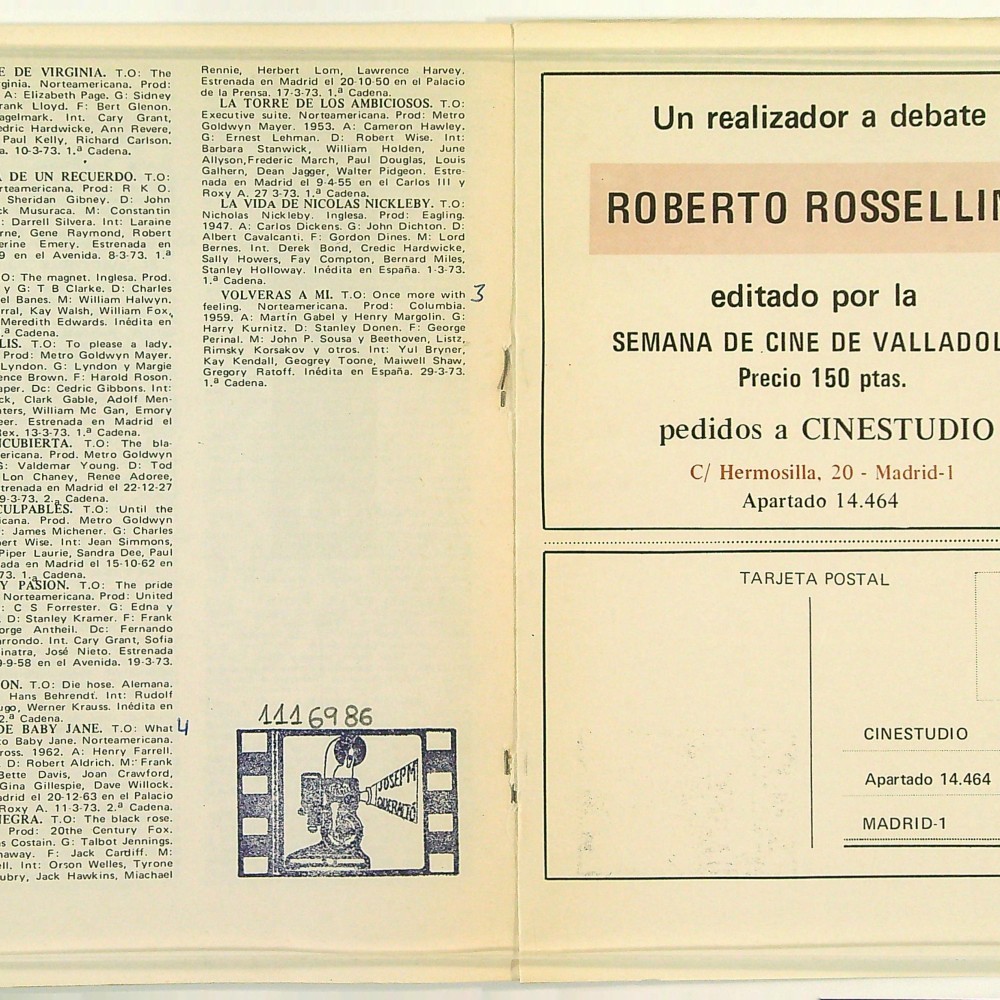 E DE VIRGINIA. T.O: The
ginia. Norteamericana. Prod:
A: Elizabeth Page. G: Sidney
rank Lloyd. F: Bert Glenon.
agelmark. Int. Cary Grant,
edric Hardwicke, Ann Revere,
Paul Kelly, Richard Carlson.
a. 10-3-73. 1.ª Cadena.
A DE UN RECUERDO. T.O:
rteamericana. Prod: R K O.
Sheridan Gibney. D: John
ck Musuraca. M: Constantin
: Darrell Silvera. Int: Laraine
rne, Gene Raymond, Robert
erine Emery. Estrenada en
9 en el Avenida. 8-3-73. 1.ª
O: The magnet. Inglesa. Prod.
y G: T B Clarke. D: Charles
el Banes. M: William Halwyn.
rral, Kay Walsh, William Fox,
Meredith Edwards. Inédita en
.ª Cadena.
LIS. T.O: To please a lady.
Prod: Metro Goldwyn Mayer.
Lyndon. G: Lyndon y Margie
ence Brown. F: Harold Roson.
aper. Dc: Cedric Gibbons. Int:
ck, Clark Gable, Adolf Men-
nters, William Mc Gan, Emory
eer. Estrenada en Madrid el
lex. 13-3-73. 1.ª Cadena.
NCUBIERTA. T.O: The bla-
ericana. Prod. Metro Goldwyn
G: Valdemar Young. D: Tod
Lon Chaney, Renee Adoree,
trenada en Madrid el 22-12-27
9-3-73. 2.ª Cadena.
CULPABLES. T.O: Until the
icana. Prod. Metro Goldwyn
: James Michener. G: Charles
bert Wise. Int: Jean Simmons,
Piper Laurie, Sandra Dee, Paul
ada en Madrid el 15-10-62 en
73. 1.ª Cadena.
Y PASION. T.O: The pride
Norteamericana. Prod: United
: C S Forrester. G: Edna y
D: Stanley Kramer. F: Frank
orge Antheil. Dc: Fernando
arrondo. Int. Cary Grant, Sofia
inatra, José Nieto. Estrenada
9-9-58 en el Avenida. 19-3-73.
ON. T.O: Die hose. Alemana.
Hans Behrendt. Int: Rudolf
ugo, Werner Krauss. Inédita en
2.ª Cadena.
DE BABY JANE. T.O: What 4
to Baby Jane. Norteamericana.
ross. 1962. A: Henry Farrell.
D: Robert Aldrich. M: Frank
Bette Davis, Joan Crawford,
Gina Gillespie, Dave Willock.
adrid el 20-12-63 en el Palacio
Roxy A. 11-3-73. 2.ª Cadena.
NEGRA. T.O: The black rose.
Prod: 20the Century Fox.
as Costain. G: Talbot Jennings.
haway. F: Jack Cardiff. M:
ell. Int: Orson Welles, Tyrone
ubry, Jack Hawkins, Miachael
Rennie, Herbert Lom, Lawrence Harvey.
Estrenada en Madrid el 20-10-50 en el Palacio
de la Prensa. 17-3-73. 1.ª Cadena.
LA TORRE DE LOS AMBICIOSOS. T.O:
Executive suite. Norteamericana. Prod: Metro
Goldwyn Mayer. 1953. A: Cameron Hawley.
G: Ernest Lehman. D: Robert Wise. Int:
Barbara Stanwick, William Holden, June
Allyson, Frederic March, Paul Douglas, Louis
Galhern, Dean Jagger, Walter Pidgeon. Estre-
nada en Madrid el 9-4-55 en el Carlos III y
Roxy A. 27 3-73. 1.ª Cadena.
LA VIDA DE NICOLAS NICKLEBY. T.O:
Nicholas Nickleby. Inglesa. Prod: Eagling.
1947. A: Carlos Dickens. G: John Dichton. D:
Albert Cavalcanti. F: Gordon Dines. M: Lord
Bernes. Int. Derek Bond, Credic Hardwicke,
Sally Howers, Fay Compton, Bernard Miles,
Stanley Holloway. Inédita en España. 1-3-73.
1.ª Cadena.
VOLVERAS A MI. T.O: Once more with 3
feeling. Norteamericana. Prod: Columbia.
1959. A: Martín Gabel y Henry Margolin. G:
Harry Kurnitz. D: Stanley Donen. F: George
Perinal. M: John P. Sousa y Beethoven, Listz,
Rimsky Korsakov y otros. Int: Yul Bryner,
Kay Kendall, Geogrey Toone, Maiwell Shaw,
Gregory Ratoff. Inédita en España. 29-3-73.
1.ª Cadena.
1116986
JOSEP Mª
QUERALTÓ
Un realizador a debate
ROBERTO ROSSELLIN
editado por la
SEMANA DE CINE DE VALLADOL
Precio 150 ptas.
pedidos a CINESTUDIO
C/ Hermosilla, 20 - Madrid-1
Apartado 14.464
TARJETA POSTAL
CINESTUDIO
Apartado 14.464
MADRID-1